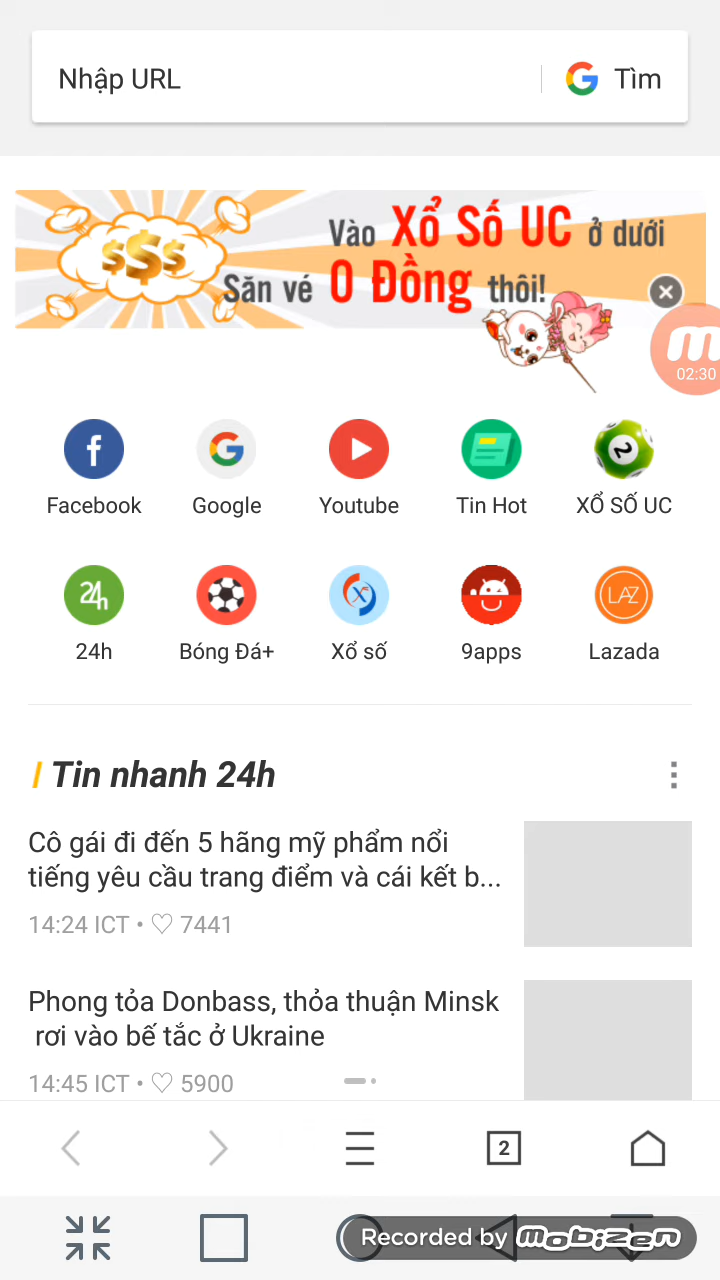 Nhập URL
Tìm
$$$
Vào Xổ Số UC ở dưới
Săn vé 0 Đồng thôi!
02:30
Facebook
Google
Youtube
Tin Hot
XỔ SỐ UC
24h
Bóng Đá+
Xổ số
9apps
LAZ
Lazada
Tin nhanh 24h
Cô gái đi đến 5 hãng mỹ phẩm nổi
tiếng yêu cầu trang điểm và cái kết b...
14:24 ICT • ♡ 7441
Phong tỏa Donbass, thỏa thuận Minsk
rơi vào bế tắc ở Ukraine
14:45 ICT • ♡ 5900
2
Recorded by mobizen